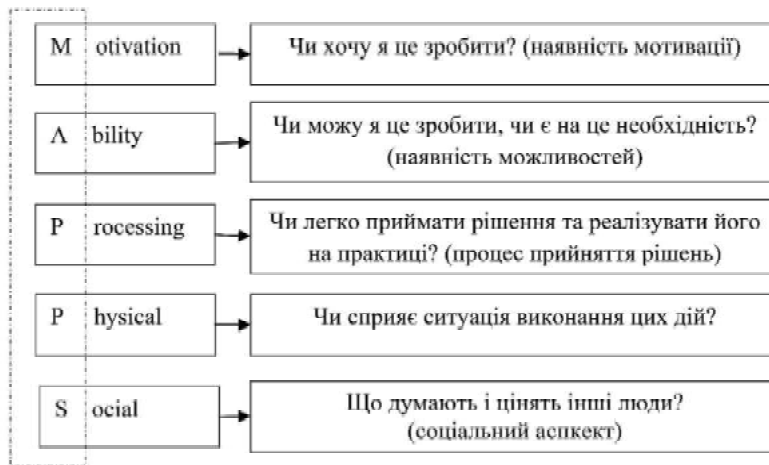 M otivation
Чи хочу я це зробити? (наявність мотивації)
A bility
Чи можу я це зробити, чи є на це необхідність?
(наявність можливостей)
P rocessing
Чи легко приймати рішення та реалізувати його
на практиці? (процес прийняття рішень)
P hysical
Чи сприяє ситуація виконання цих дій?
S ocial
Що думають і цінять інші люди?
(соціальний аспкект)